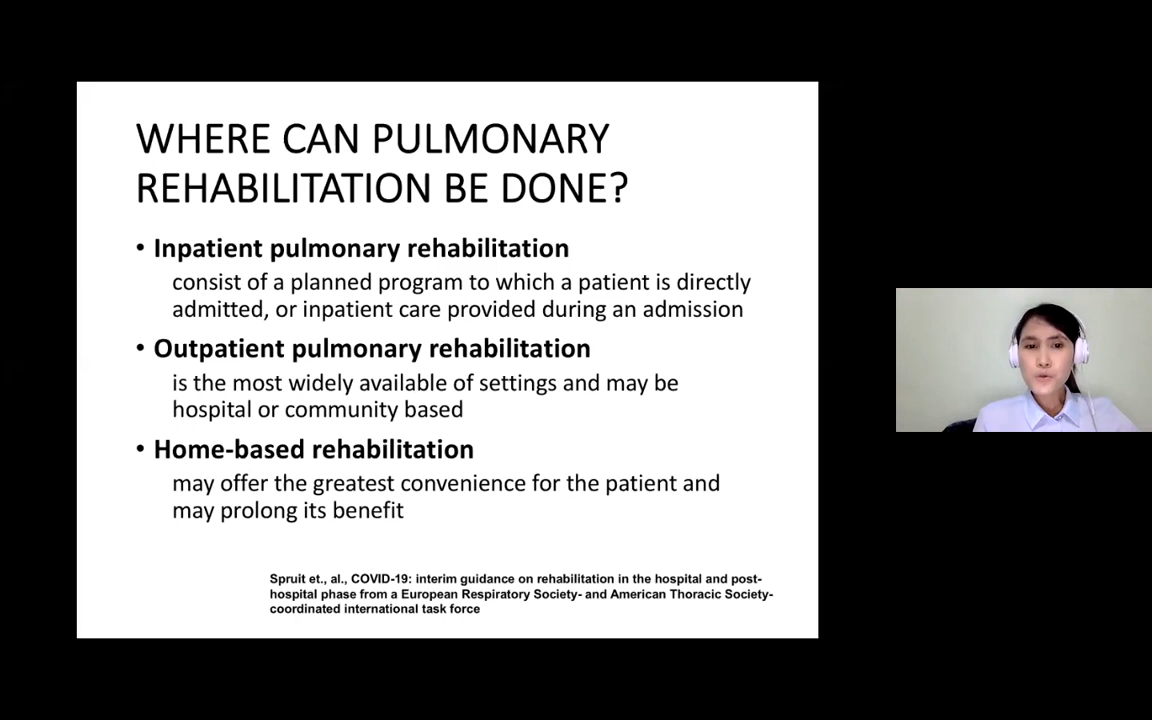 WHERE CAN PULMONARY
REHABILITATION BE DONE?
• Inpatient pulmonary rehabilitation
consist of a planned program to which a patient is directly
admitted, or inpatient care provided during an admission
• Outpatient pulmonary rehabilitation
is the most widely available of settings and may be
hospital or community based
• Home-based rehabilitation
may offer the greatest convenience for the patient and
may prolong its benefit
Spruit et., al., COVID-19: interim guidance on rehabilitation in the hospital and post-
hospital phase from a European Respiratory Society- and American Thoracic Society-
coordinated international task force